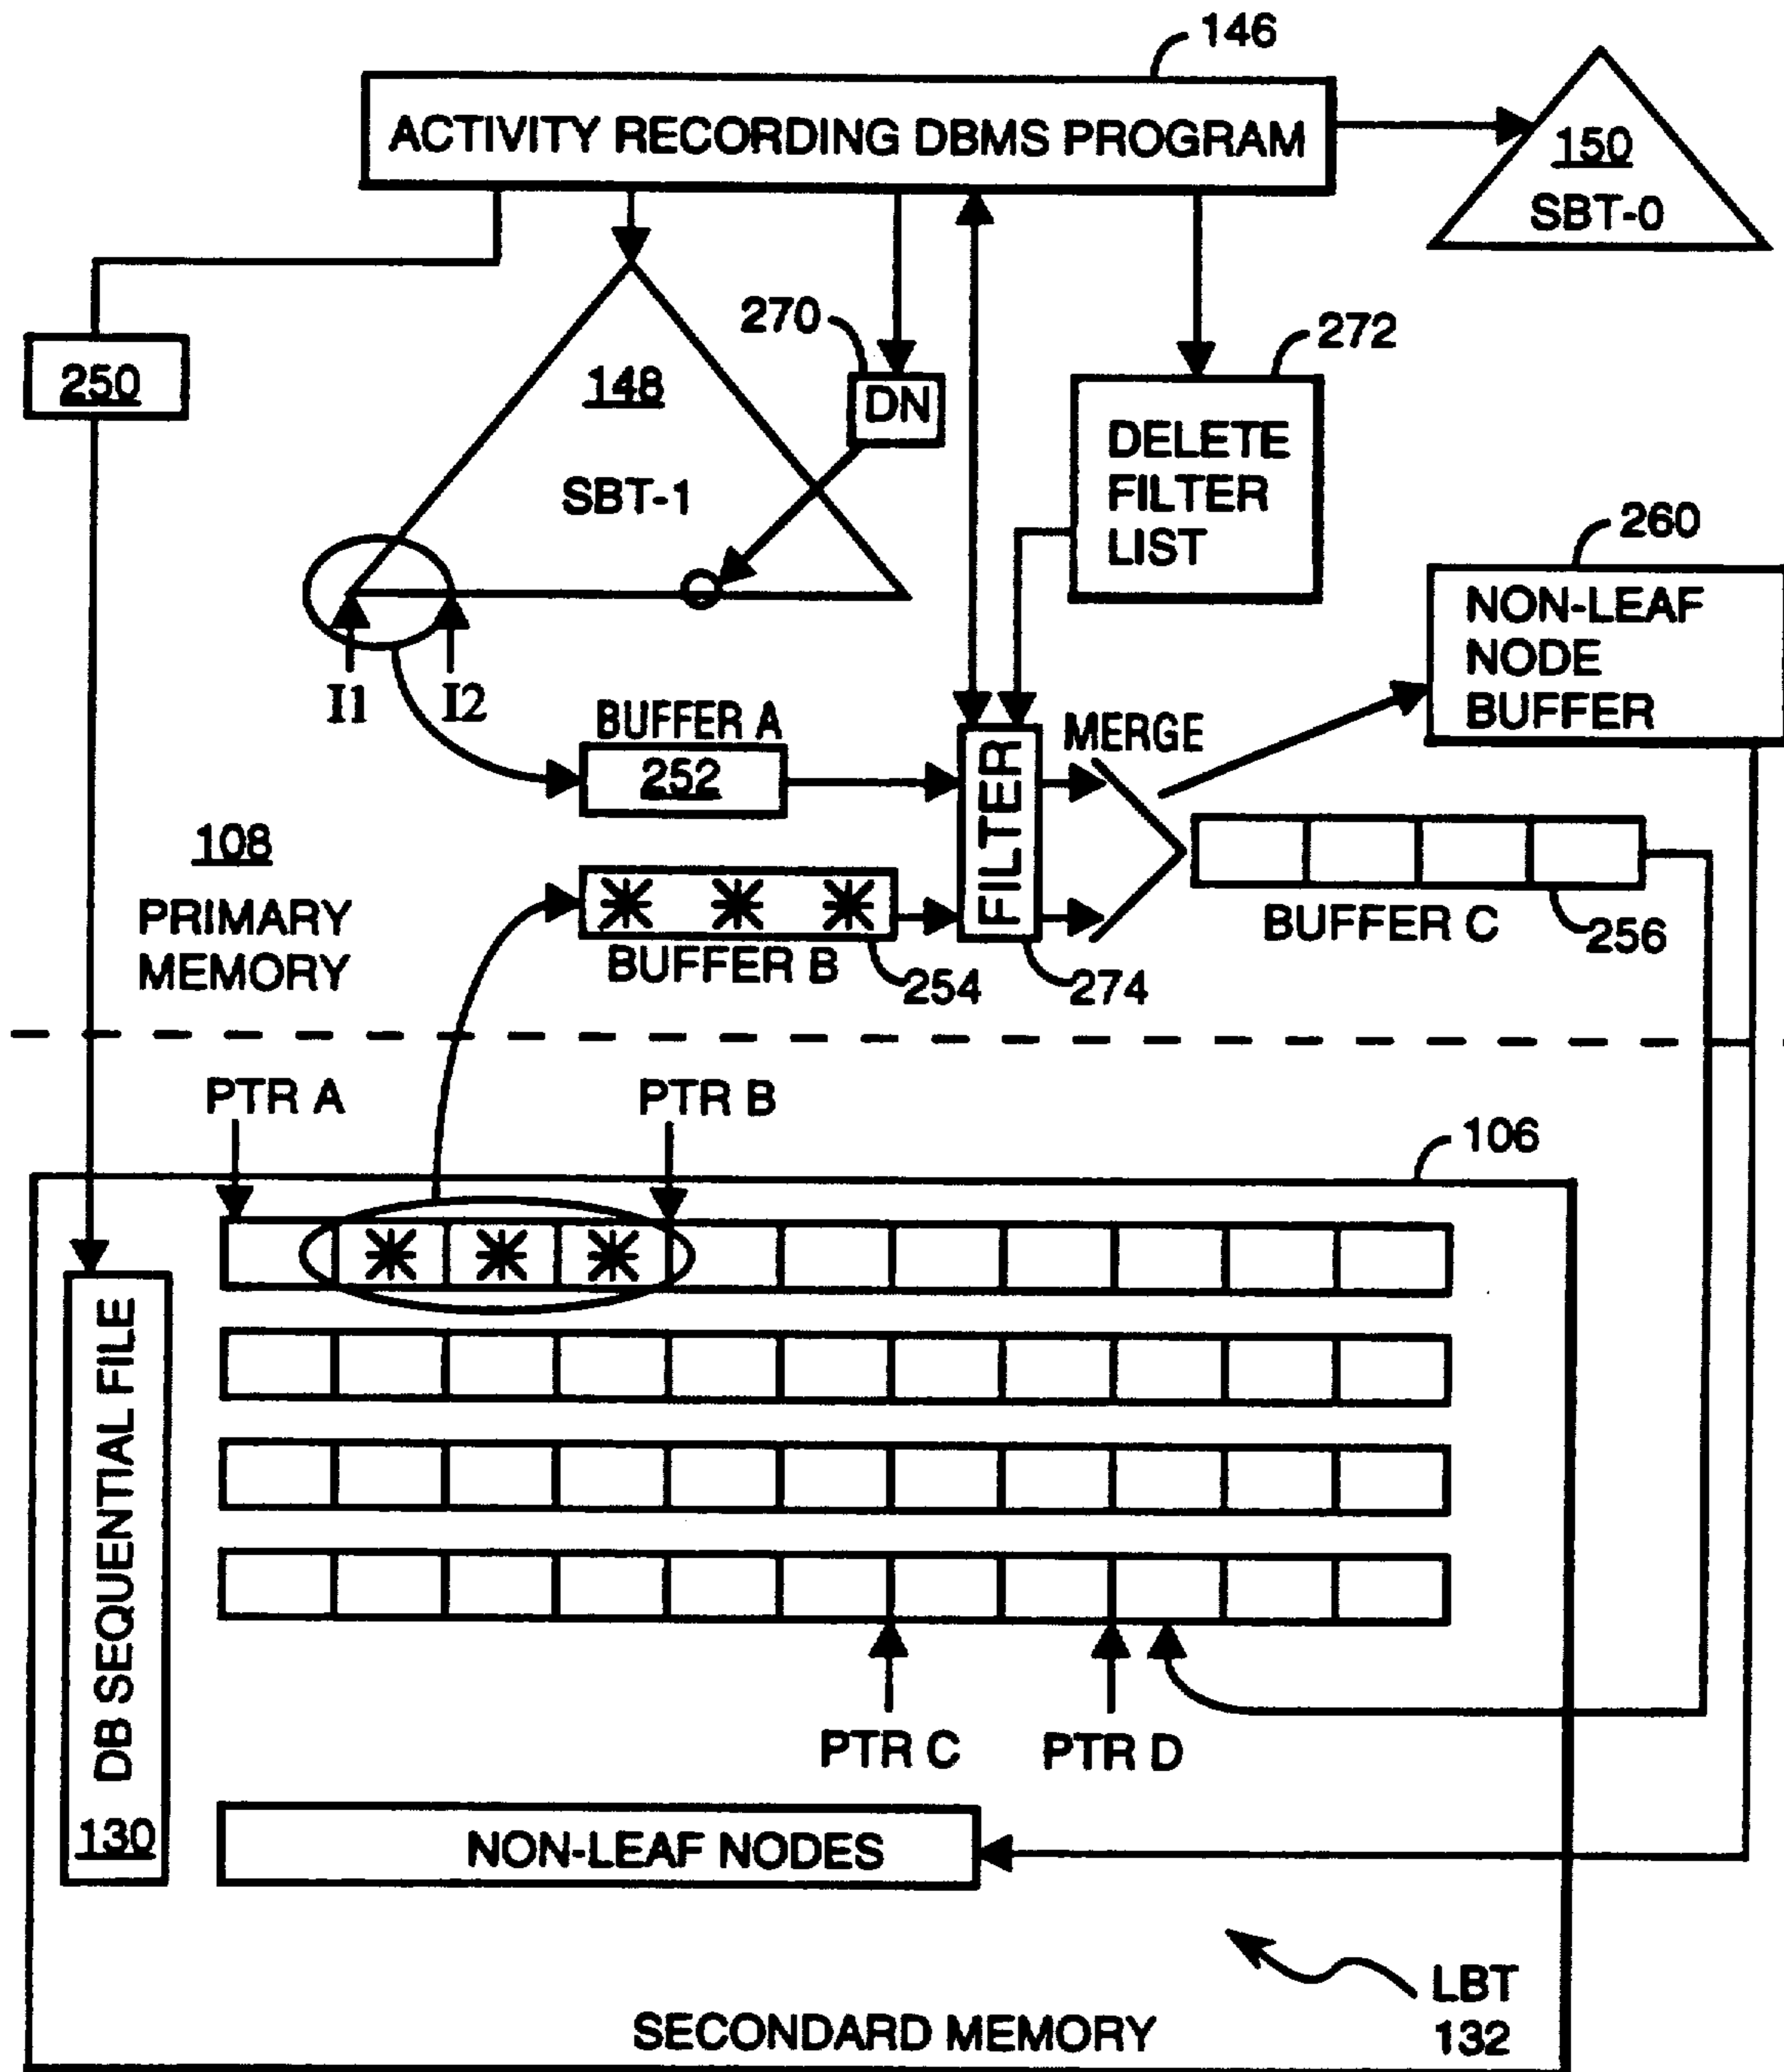 146
ACTIVITY RECORDING DBMS PROGRAM
150
SBT-0
270
272
250
148
DN
DELETE
FILTER
LIST
SBT-1
260
NON-LEAF
NODE
BUFFER
I1
I2
BUFFER A
252
FILTER
MERGE
108
PRIMARY
MEMORY
BUFFER B
254
274
BUFFER C
256
PTR A
PTR B
106
DB SEQUENTIAL FILE
130
PTR C
PTR D
NON-LEAF NODES
LBT
132
SECONDARD MEMORY